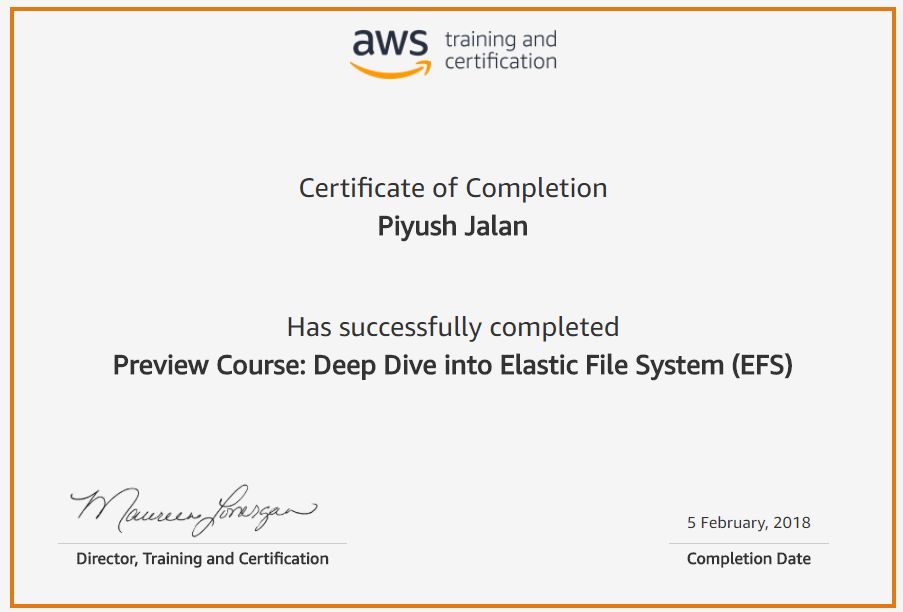 aws training and
certification
Certificate of Completion
Piyush Jalan
Has successfully completed
Preview Course: Deep Dive into Elastic File System (EFS)
Maureen Lonergan
5 February, 2018
Director, Training and Certification
Completion Date